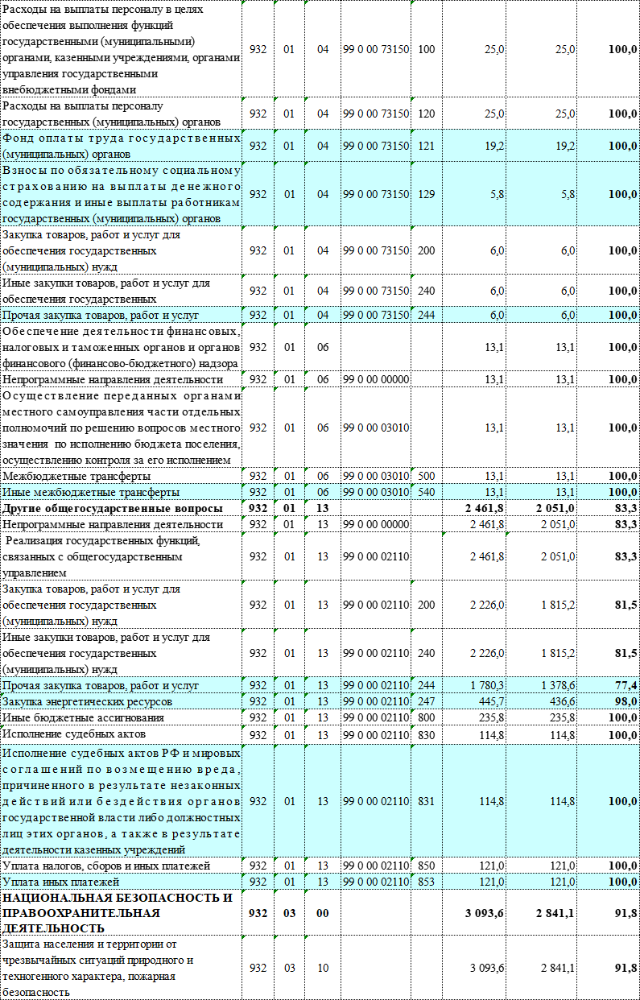 Расходы на выплаты персоналу в целях
обеспечения выполнения функций
государственными (муниципальными)
органами, казенными учреждениями, органами
управления государственными
внебюджетными фондами
932 01 04 99 0 00 73150 100 25,0 25,0 100,0
Расходы на выплаты персоналу
государственных (муниципальных) органов
932 01 04 99 0 00 73150 120 25,0 25,0 100,0
Фонд оплаты труда государственных
(муниципальных) органов
932 01 04 99 0 00 73150 121 19,2 19,2 100,0
Взносы по обязательному социальному
страхованию на выплаты денежного
содержания и иные выплаты работникам
государственных (муниципальных) органов
932 01 04 99 0 00 73150 129 5,8 5,8 100,0
Закупка товаров, работ и услуг для
обеспечения государственных
(муниципальных) нужд
932 01 04 99 0 00 73150 200 6,0 6,0 100,0
Иные закупки товаров, работ и услуг для
обеспечения государственных
932 01 04 99 0 00 73150 240 6,0 6,0 100,0
Прочая закупка товаров, работ и услуг 932 01 04 99 0 00 73150 244 6,0 6,0 100,0
Обеспечение деятельности финансовых,
налоговых и таможенных органов и органов
финансового (финансово-бюджетного) надзора
932 01 06 13,1 13,1 100,0
Непрограммные направления деятельности 932 01 06 99 0 00 00000 13,1 13,1 100,0
Осуществление переданных органами
местного самоуправления части отдельных
полномочий по решению вопросов местного
значения по исполнению бюджета поселения,
осуществлению контроля за его исполнением
932 01 06 99 0 00 03010 13,1 13,1 100,0
Межбюджетные трансферты 932 01 06 99 0 00 03010 500 13,1 13,1 100,0
Иные межбюджетные трансферты 932 01 06 99 0 00 03010 540 13,1 13,1 100,0
Другие общегосударственные вопросы 932 01 13 2 461,8 2 051,0 83,3
Непрограммные направления деятельности 932 01 13 99 0 00 00000 2 461,8 2 051,0 83,3
Реализация государственных функций,
связанных с общегосударственным
управлением
932 01 13 99 0 00 02110 2 461,8 2 051,0 83,3
Закупка товаров, работ и услуг для
обеспечения государственных
(муниципальных) нужд
932 01 13 99 0 00 02110 200 2 226,0 1 815,2 81,5
Иные закупки товаров, работ и услуг для
обеспечения государственных
(муниципальных) нужд
932 01 13 99 0 00 02110 240 2 226,0 1 815,2 81,5
Прочая закупка товаров, работ и услуг 932 01 13 99 0 00 02110 244 1 780,3 1 378,6 77,4
Закупка энергетических ресурсов 932 01 13 99 0 00 02110 247 445,7 436,6 98,0
Иные бюджетные ассигнования 932 01 13 99 0 00 02110 800 235,8 235,8 100,0
Исполнение судебных актов 932 01 13 99 0 00 02110 830 114,8 114,8 100,0
Исполнение судебных актов РФ и мировых
соглашений по возмещению вреда,
причиненного в результате незаконных
действий или бездействия органов
государственной власти либо должностных
лиц этих органов, а также в результате
деятельности казенных учреждений
932 01 13 99 0 00 02110 831 114,8 114,8 100,0
Уплата налогов, сборов и иных платежей 932 01 13 99 0 00 02110 850 121,0 121,0 100,0
Уплата иных платежей 932 01 13 99 0 00 02110 853 121,0 121,0 100,0
НАЦИОНАЛЬНАЯ БЕЗОПАСНОСТЬ И
ПРАВООХРАНИТЕЛЬНАЯ
ДЕЯТЕЛЬНОСТЬ
932 03 00 3 093,6 2 841,1 91,8
Защита населения и территории от
чрезвычайных ситуаций природного и
техногенного характера, пожарная
безопасность
932 03 10 3 093,6 2 841,1 91,8